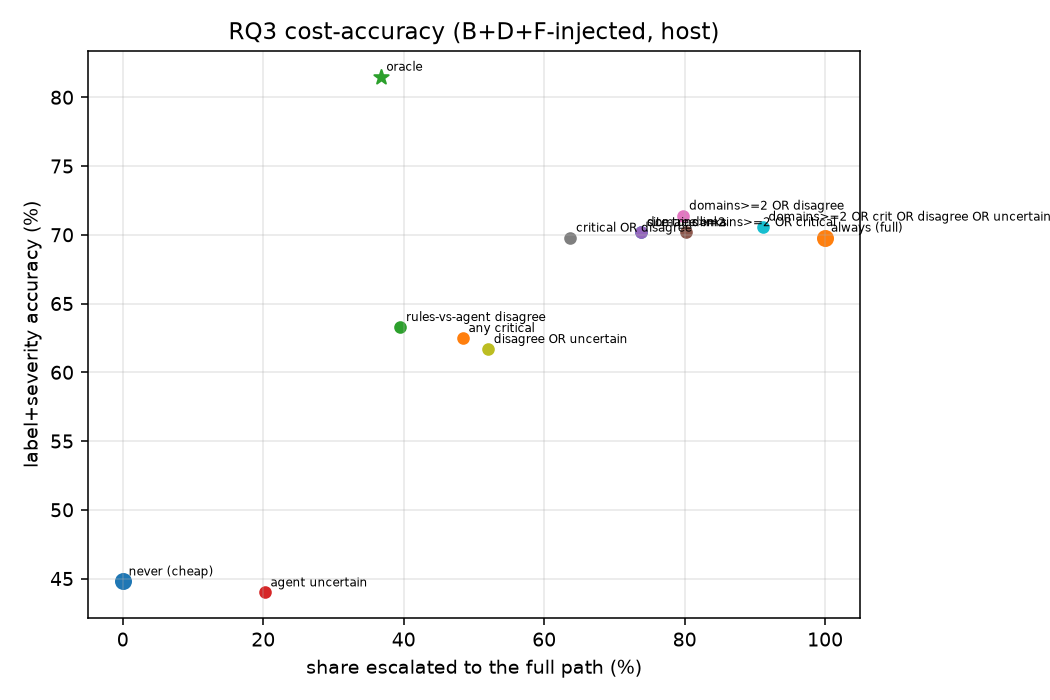 RQ3 cost-accuracy (B+D+F-injected, host)
label+severity accuracy (%)
80
75
70
65
60
55
50
45
oracle
domains>=2 OR disagree
domains>=2 OR crit OR disagree OR uncertain
domains>=2 OR critical
critical OR disagree
always (full)
rules-vs-agent disagree
any critical
disagree OR uncertain
never (cheap)
agent uncertain
0 20 40 60 80 100
share escalated to the full path (%)